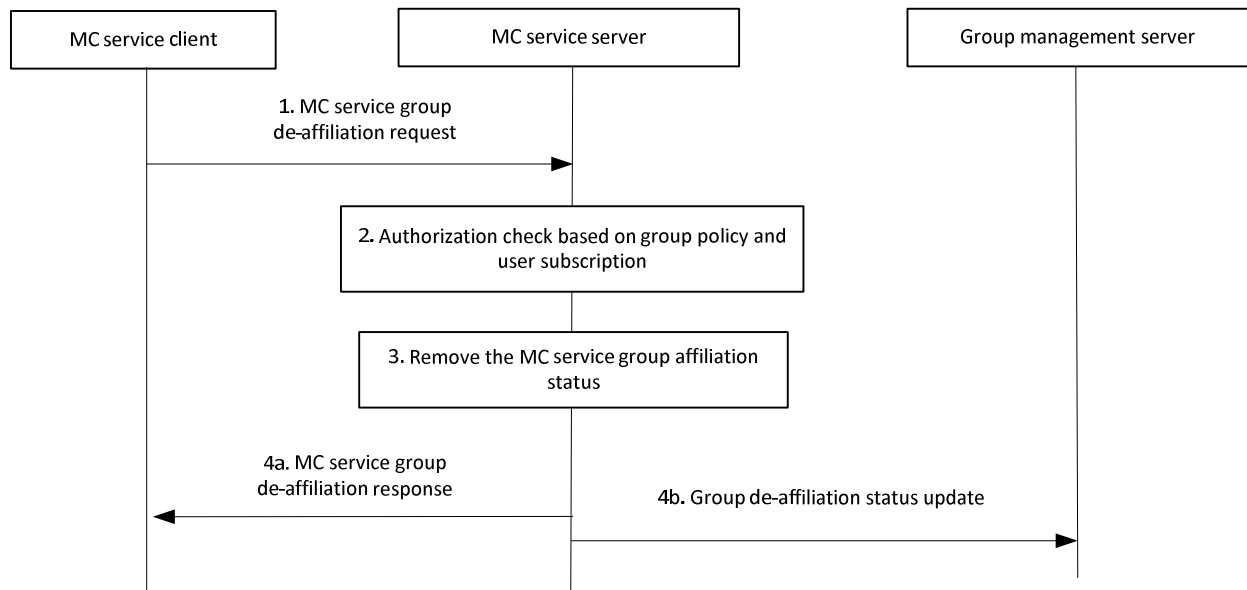 MC service client
MC service server
Group management server
1. MC service group
de-affiliation request
2. Authorization check based on group policy and
user subscription
3. Remove the MC service group affiliation
status
4a. MC service group
de-affiliation response
4b. Group de-affiliation status update